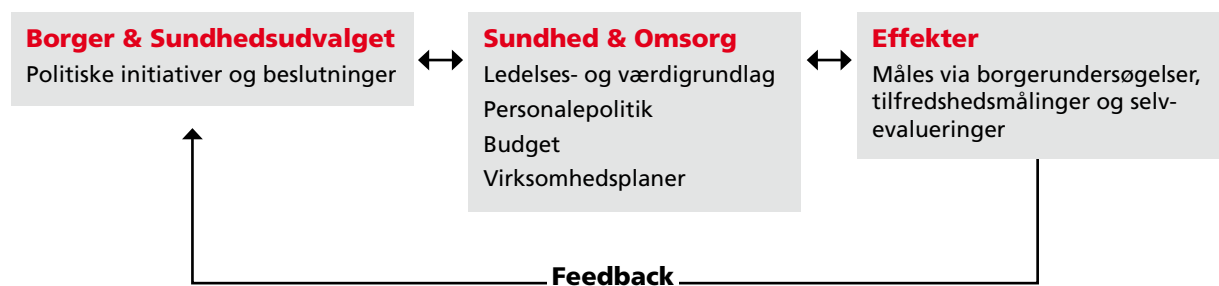 Borger & Sundhedsudvalget
Politiske initiativer og beslutninger
Sundhed & Omsorg
Ledelses- og værdigrundlag
Personalepolitik
Budget
Virksomhedsplaner
Effekter
Måles via borgerundersøgelser,
tilfredshedsmålinger og selv-
evalueringer
Feedback